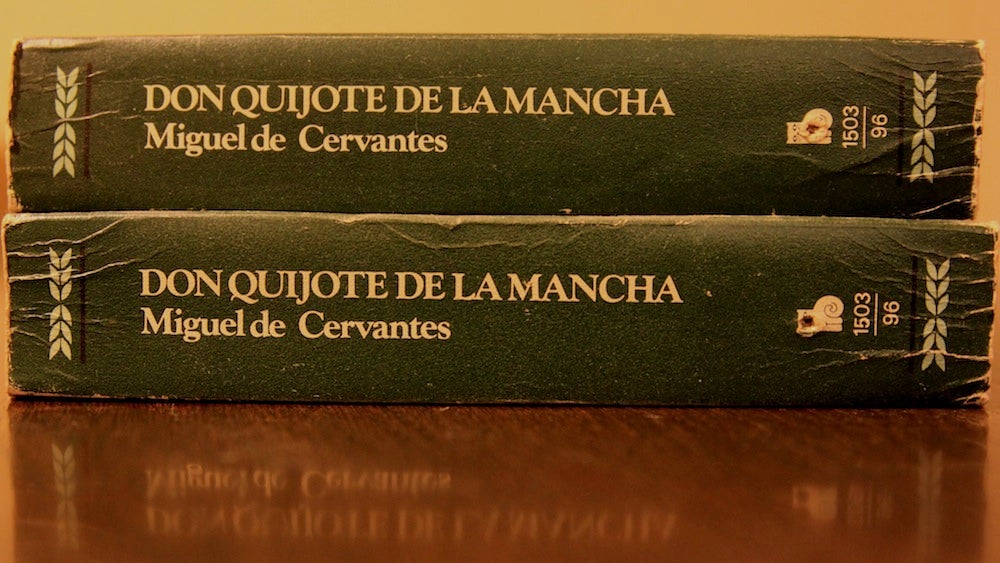 DON QUIJOTE DE LA MANCHA
Miguel de Cervantes
1503
96
DON QUIJOTE DE LA MANCHA
Miguel de Cervantes
1503
96